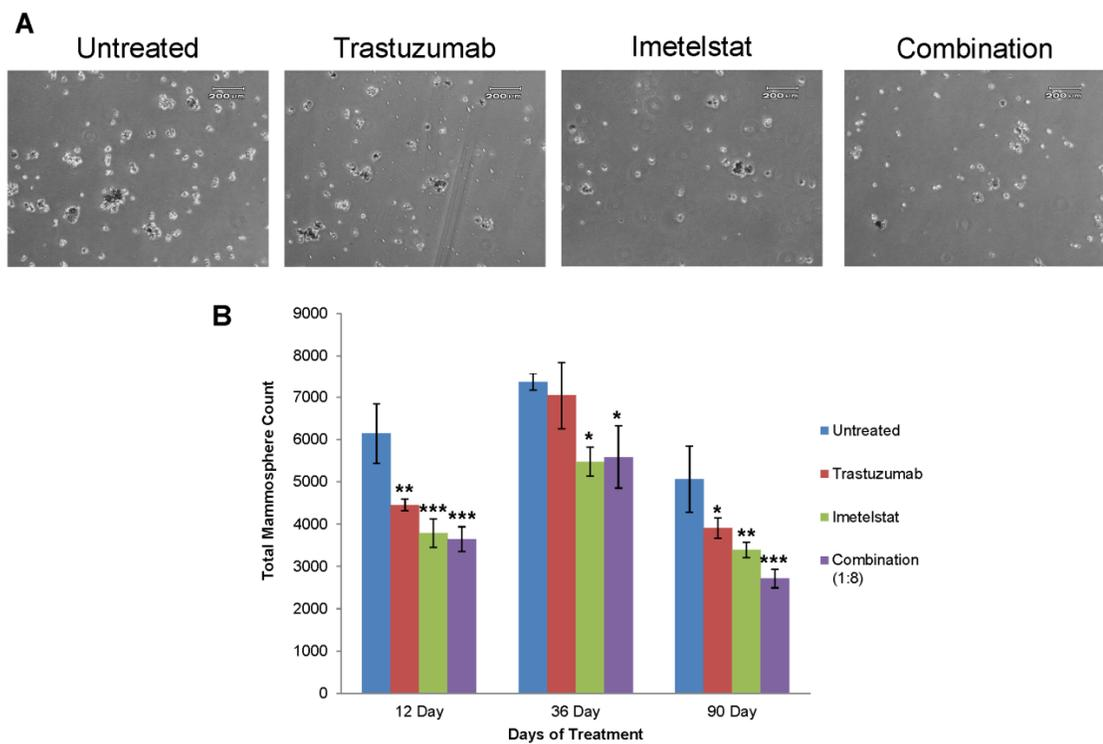 A
Untreated
Trastuzumab
Imetelstat
Combination
200 µm
200 µm
200 µm
200 µm
B
9000
8000
7000
6000
5000
4000
3000
2000
1000
0
Total Mammosphere Count
**
***
***
*
*
*
**
***
12 Day
36 Day
90 Day
Days of Treatment
Untreated
Trastuzumab
Imetelstat
Combination
(1:8)